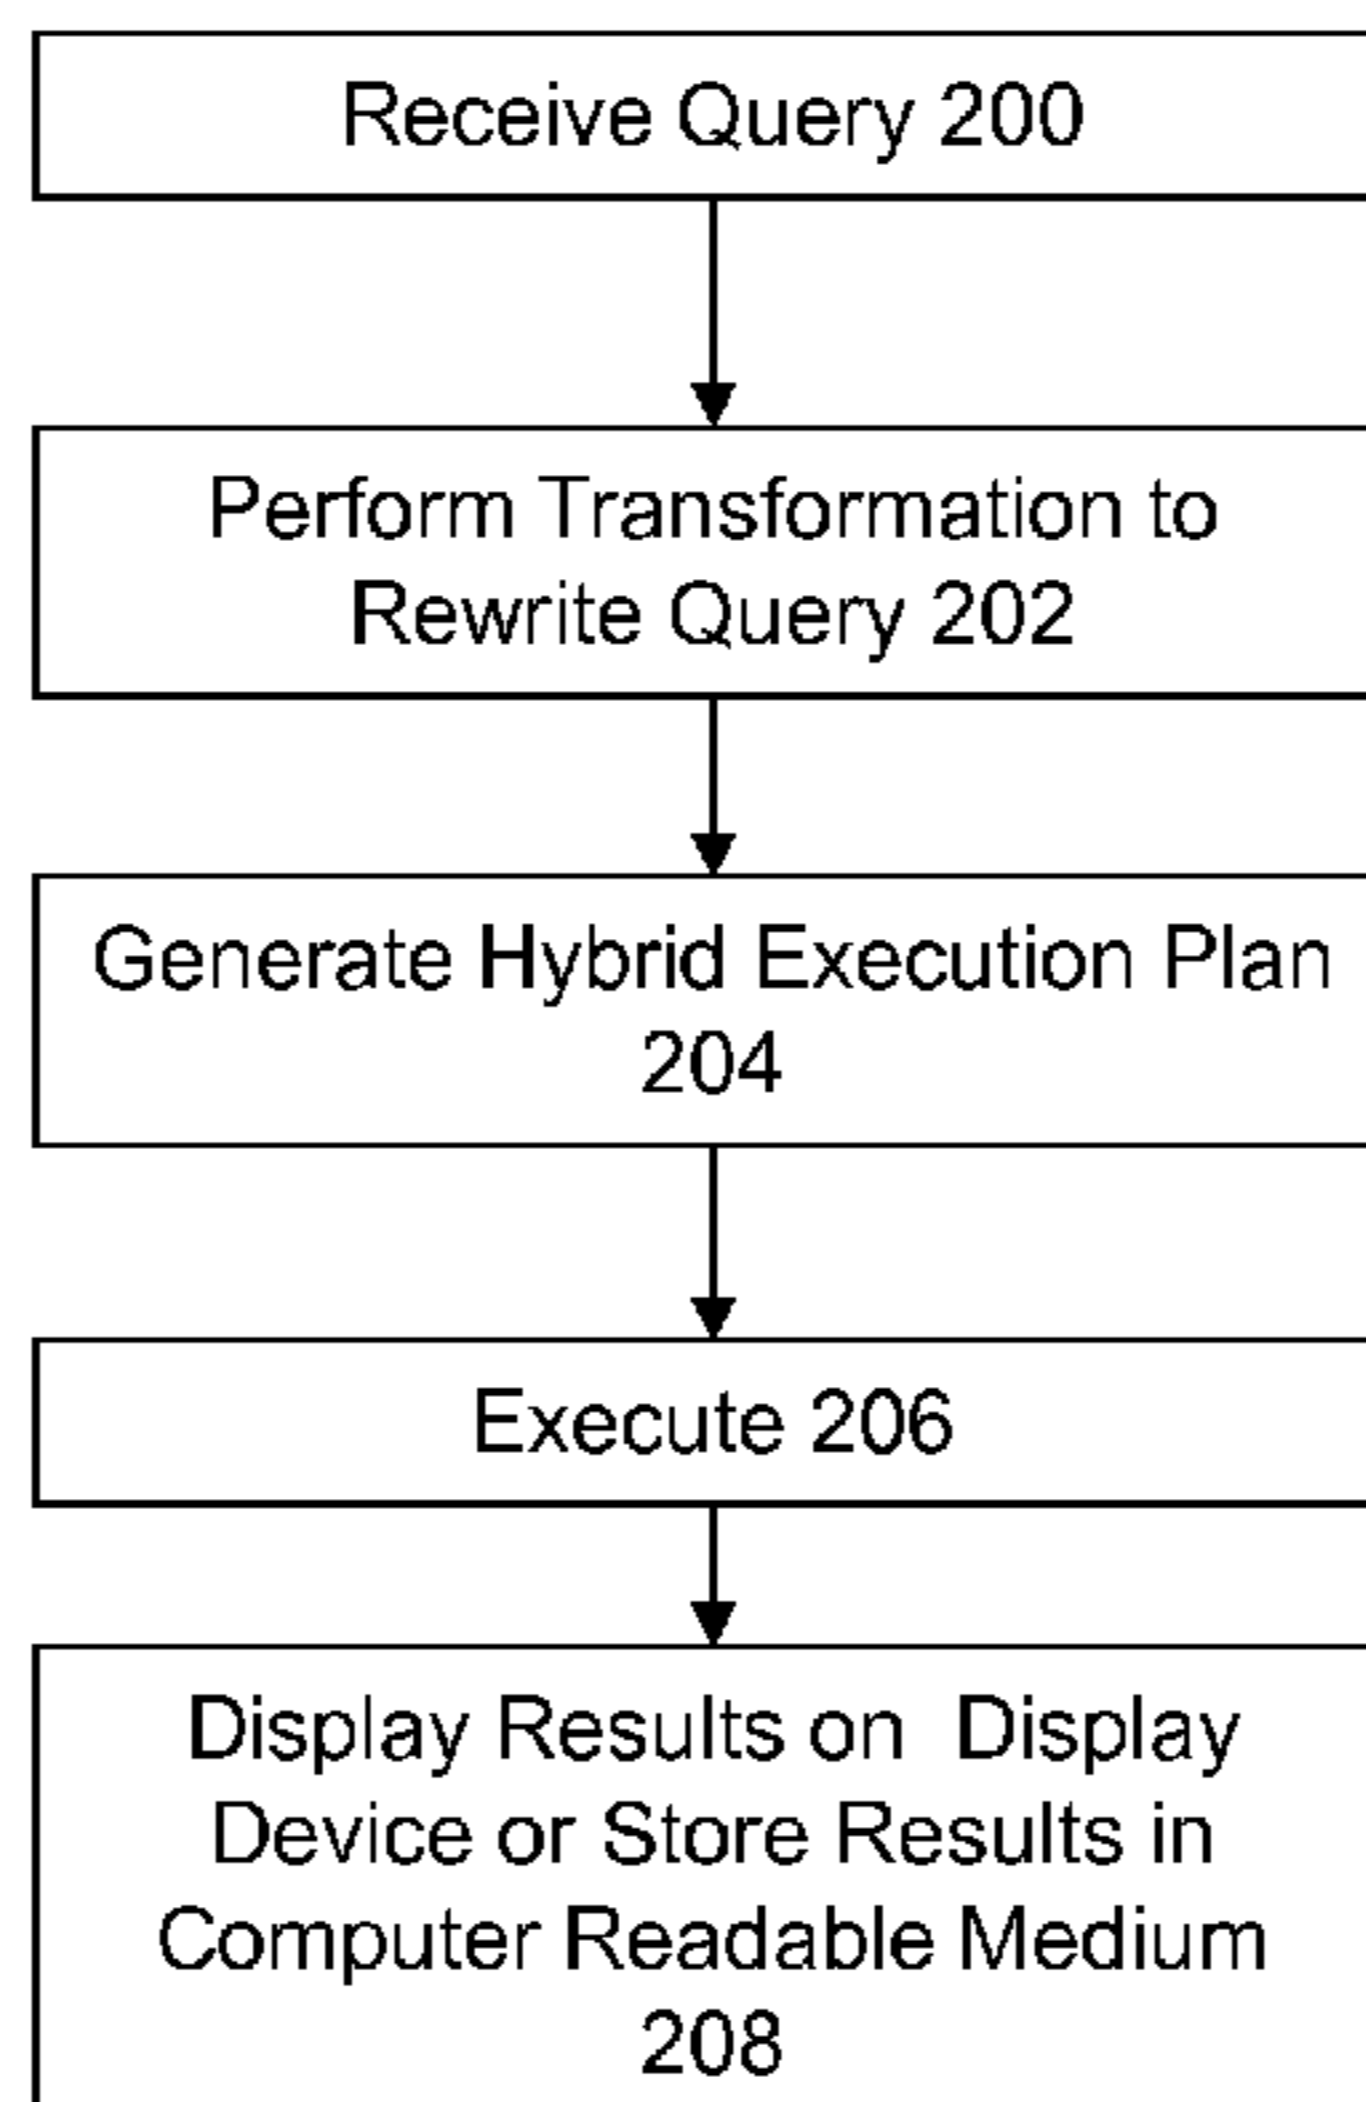 Receive Query 200
Perform Transformation to
Rewrite Query 202
Generate Hybrid Execution Plan
204
Execute 206
Display Results on Display
Device or Store Results in
Computer Readable Medium
208